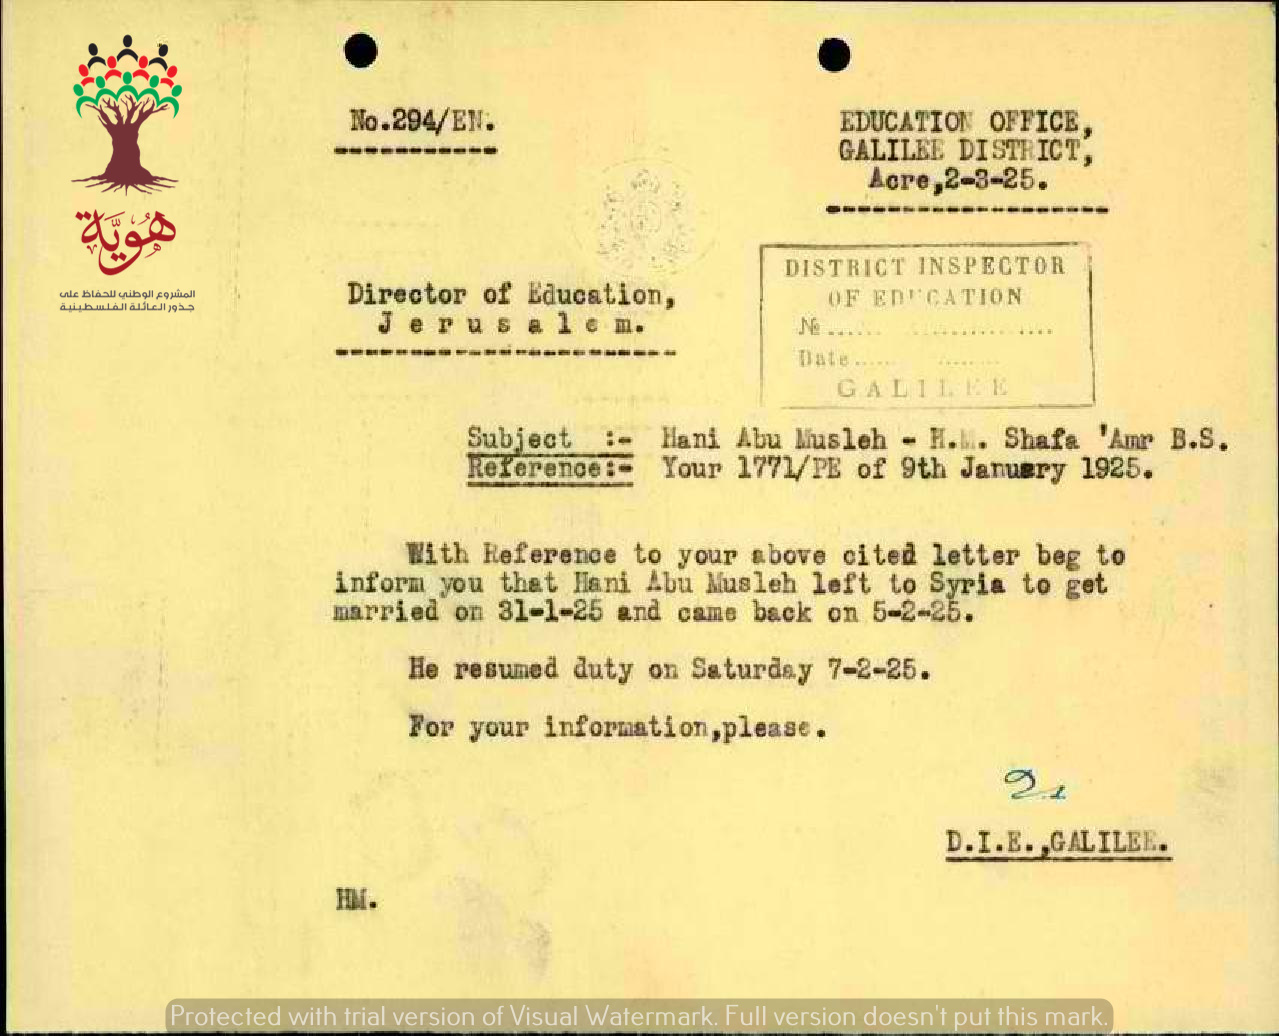 هُوِيَّة
المشروع الوطني للحفاظ على
جذور العائلة الفلسطينية
No.294/EN.
EDUCATION OFFICE,
GALILEE DISTRICT,
Acre,2-3-25.
DISTRICT INSPECTOR
OF EDUCATION
№ ............
Date ............
GALILEE
Director of Education,
Jerusalem.
Subject :- Hani Abu Musleh - H.M. Shafa 'Amr B.S.
Reference:- Your 1771/PE of 9th January 1925.
With Reference to your above cited letter beg to
inform you that Hani Abu Musleh left to Syria to get
married on 31-1-25 and came back on 5-2-25.
He resumed duty on Saturday 7-2-25.
For your information,please.
D.I.E.,GALILEE.
HM.
Protected with trial version of Visual Watermark. Full version doesn't put this mark.